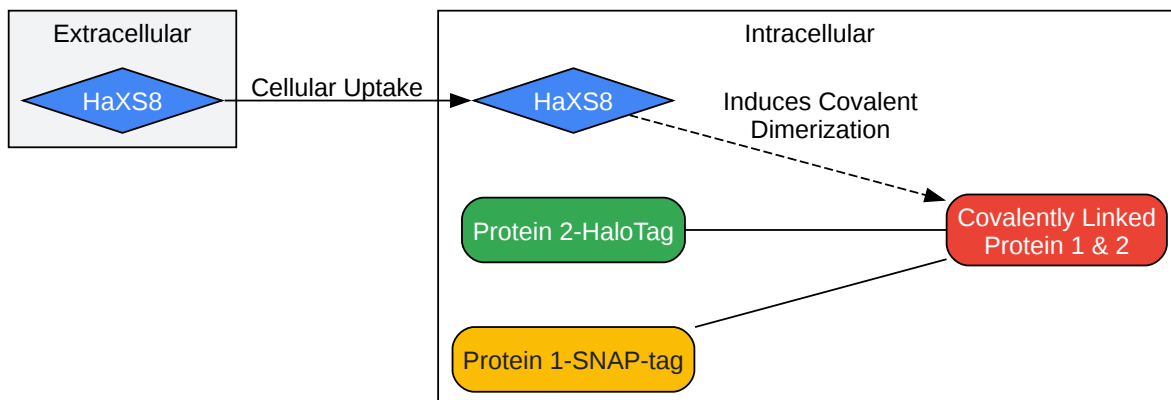 Extracellular
HaXS8
Cellular Uptake
Intracellular
HaXS8
Induces Covalent
Dimerization
Protein 2-HaloTag
Covalently Linked
Protein 1 & 2
Protein 1-SNAP-tag